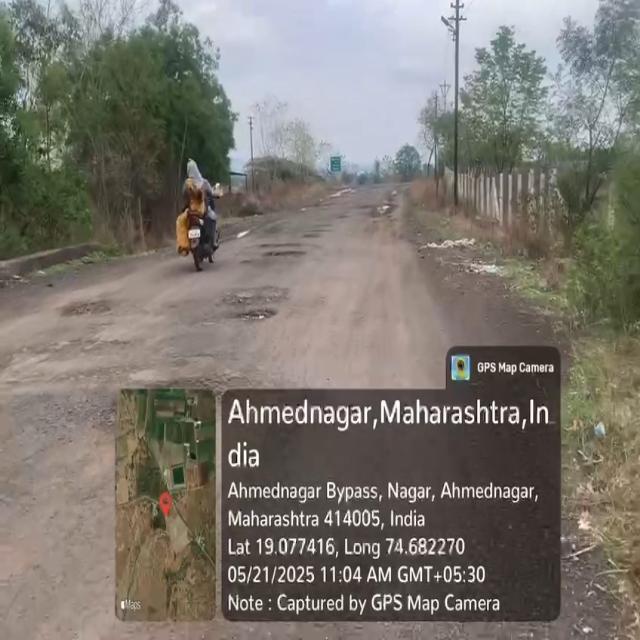 GPS Map Camera
Ahmednagar,Maharashtra,In
dia
Ahmednagar Bypass, Nagar, Ahmednagar,
Maharashtra 414005, India
Lat 19.077416, Long 74.682270
05/21/2025 11:04 AM GMT+05:30
Note : Captured by GPS Map Camera
Maps